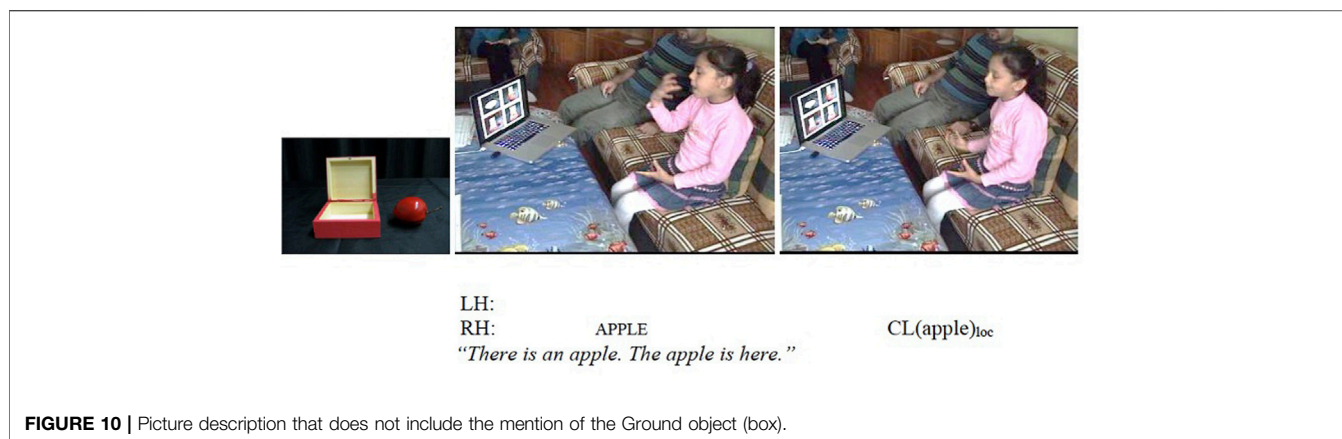 LH:
RH: APPLE CL(apple)loc
“There is an apple. The apple is here.”
FIGURE 10 | Picture description that does not include the mention of the Ground object (box).